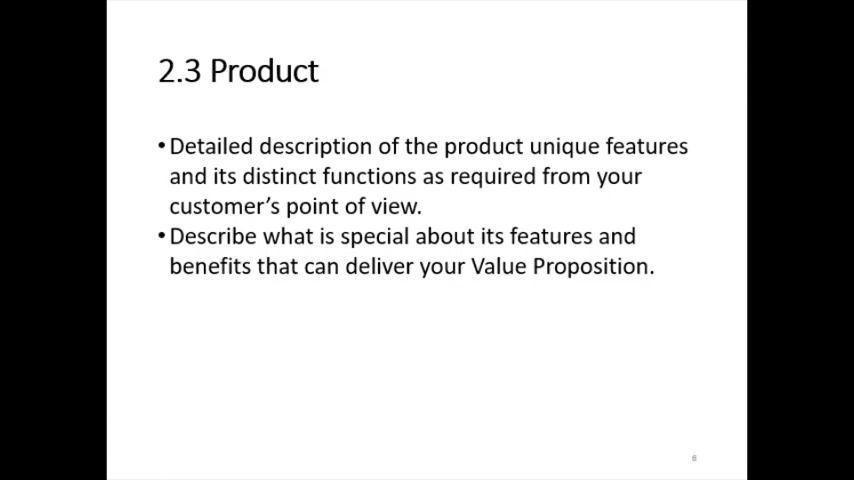 2.3 Product
•Detailed description of the product unique features
and its distinct functions as required from your
customer’s point of view.
•Describe what is special about its features and
benefits that can deliver your Value Proposition.
6